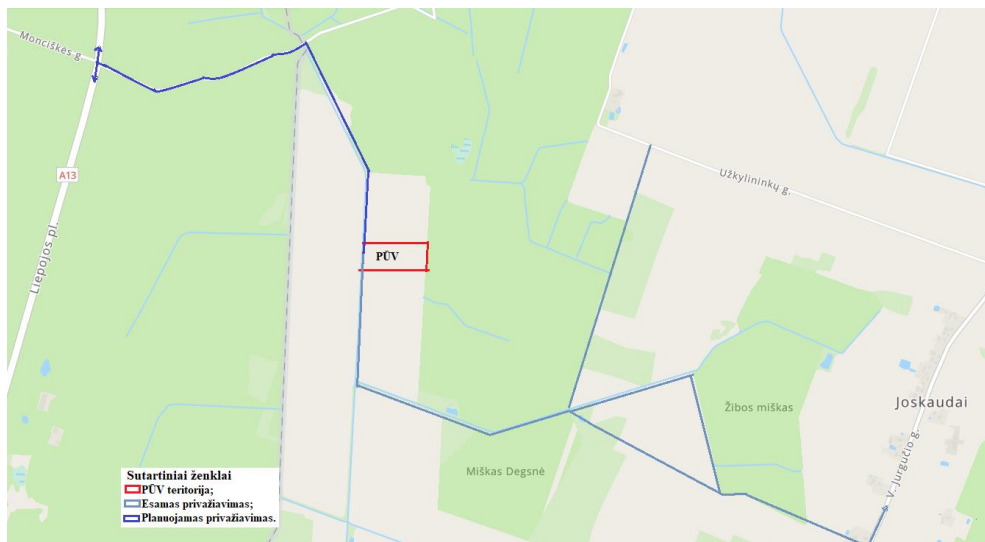 Monciškės g.
A13
Liepojos pl.
Užkylininkų g.
PŪV
Žibos miškas
Joskaudai
V. Jurgučio g.
Miškas Degsnė
Sutartiniai ženklai
PŪV teritorija;
Esamas privažiavimas;
Planuojamas privažiavimas.